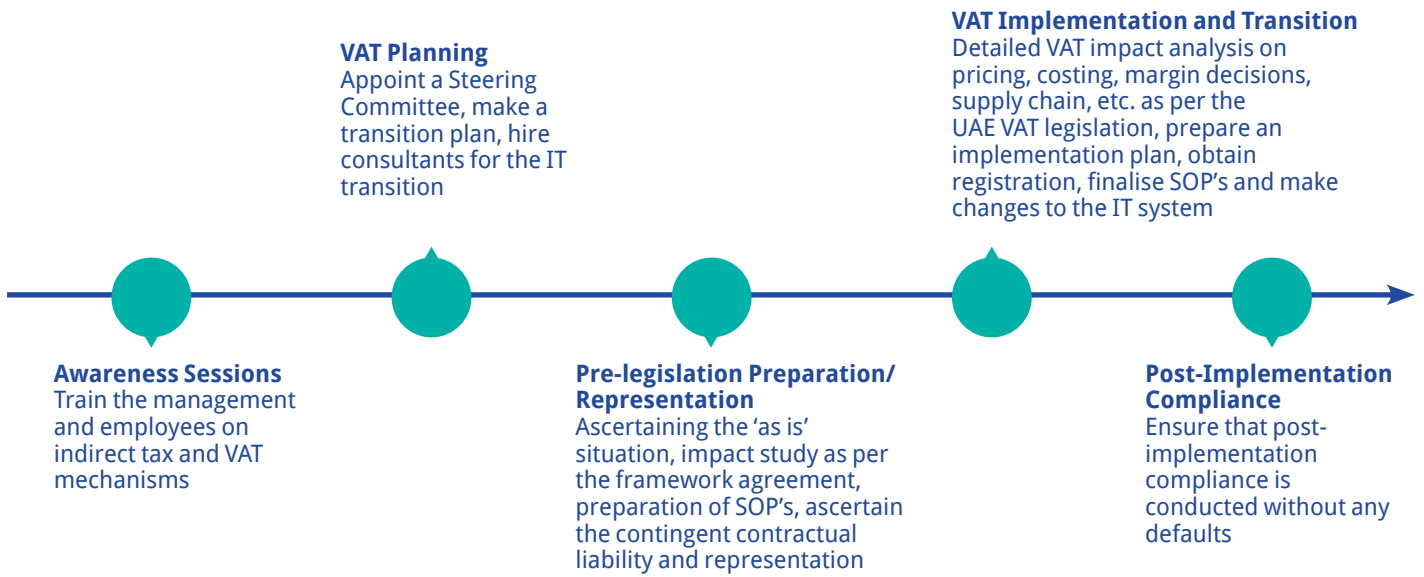 Awareness Sessions
Train the management
and employees on
indirect tax and VAT
mechanisms
VAT Planning
Appoint a Steering
Committee, make a
transition plan, hire
consultants for the IT
transition
Pre-legislation Preparation/
Representation
Ascertaining the ‘as is’
situation, impact study as per
the framework agreement,
preparation of SOP's, ascertain
the contingent contractual
liability and representation
VAT Implementation and Transition
Detailed VAT impact analysis on
pricing, costing, margin decisions,
supply chain, etc. as per the
UAE VAT legislation, prepare an
implementation plan, obtain
registration, finalise SOP's and make
changes to the IT system
Post-Implementation
Compliance
Ensure that post-
implementation
compliance is
conducted without any
defaults